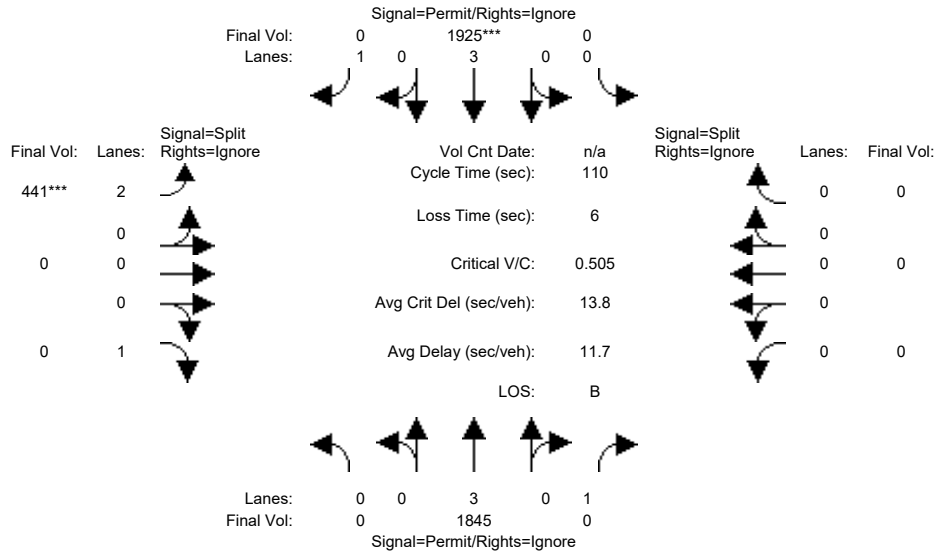 Signal=Permit/Rights=Ignore
Final Vol: 0 1925*** 0
Lanes: 1 0 3 0 0
Signal=Split
Final Vol: Lanes: Rights=Ignore
Vol Cnt Date: n/a
Signal=Split
Rights=Ignore Lanes: Final Vol:
Cycle Time (sec): 110
441*** 2
0 0
Loss Time (sec): 6
0
0
0 0
Critical V/C: 0.505
0 0
0
Avg Crit Del (sec/veh): 13.8
0
0 1
Avg Delay (sec/veh): 11.7
0 0
LOS: B
Lanes: 0 0 3 0 1
Final Vol: 0 1845 0
Signal=Permit/Rights=Ignore